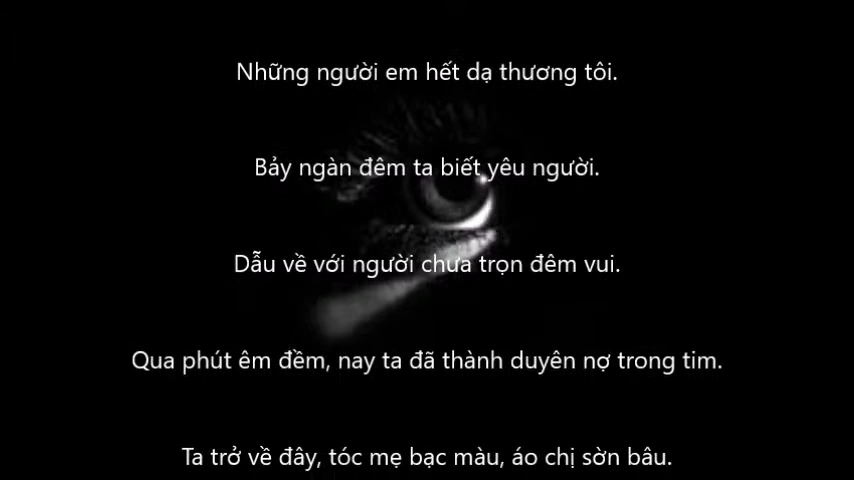 Những người em hết dạ thương tôi.
Bảy ngàn đêm ta biết yêu người.
Dẫu về với người chưa trọn đêm vui.
Qua phút êm đềm, nay ta đã thành duyên nợ trong tim.
Ta trở về đây, tóc mẹ bạc màu, áo chị sờn bâu.